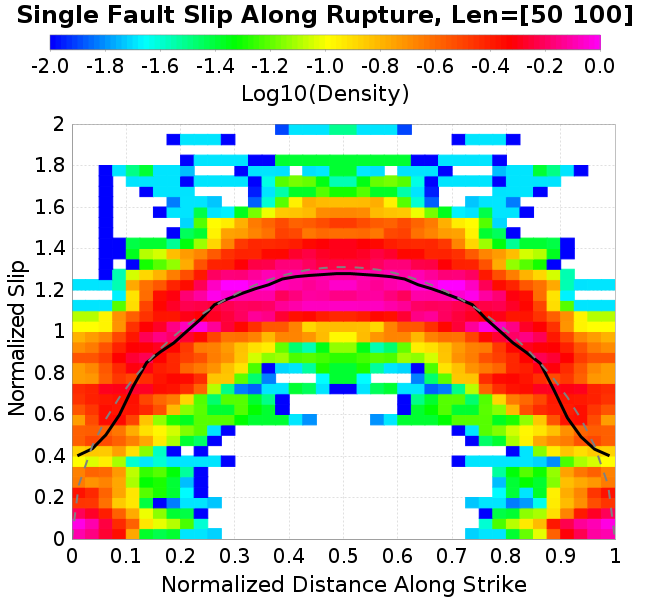 Single Fault Slip Along Rupture, Len=[50 100]
-2.0 -1.8 -1.6 -1.4 -1.2 -1.0 -0.8 -0.6 -0.4 -0.2 0.0
Log10(Density)
2
1.8
1.6
1.4
1.2
1
0.8
0.6
0.4
0.2
0
Normalized Slip
0 0.1 0.2 0.3 0.4 0.5 0.6 0.7 0.8 0.9 1
Normalized Distance Along Strike